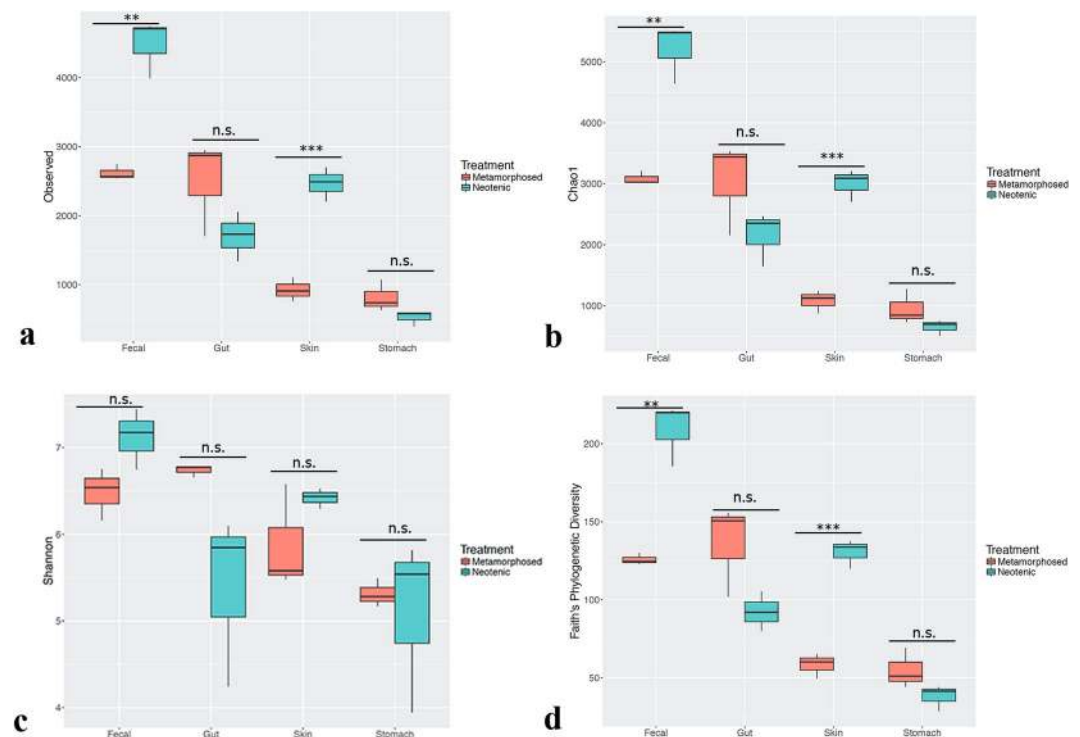 **
n.s.
***
n.s.
4000
3000
2000
1000
Observed
Treatment
Metamorphosed
Neotenic
Fecal
Gut
Skin
Stomach
a
**
n.s.
***
n.s.
5000
4000
3000
2000
1000
Chao1
Treatment
Metamorphosed
Neotenic
Fecal
Gut
Skin
Stomach
b
n.s.
n.s.
n.s.
n.s.
7
6
5
4
Shannon
Treatment
Metamorphosed
Neotenic
Fecal
Gut
Skin
Stomach
c
**
n.s.
***
n.s.
200
150
100
50
Faith's Phylogenetic Diversity
Treatment
Metamorphosed
Neotenic
Fecal
Gut
Skin
Stomach
d